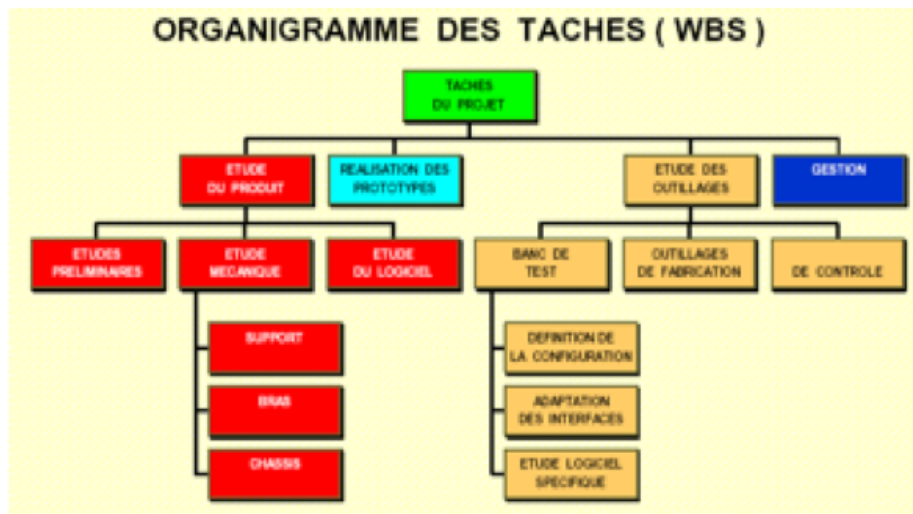 ORGANIGRAMME DES TACHES ( WBS )
TACHES
DU PROJET
ETUDE
DU PRODUIT
REALISATION DES
PROTOTYPES
ETUDE DES
OUTILLAGES
GESTION
ETUDES
PRELIMINAIRES
ETUDE
MECANIQUE
ETUDE
DU LOGICIEL
BANC DE
TEST
OUTILLAGES
DE FABRICATION
DE CONTROLE
SUPPORT
BRAS
CHASSIS
DEFINITION DE
LA CONFIGURATION
ADAPTATION
DES INTERFACES
ETUDE LOGICIEL
SPECIFIQUE